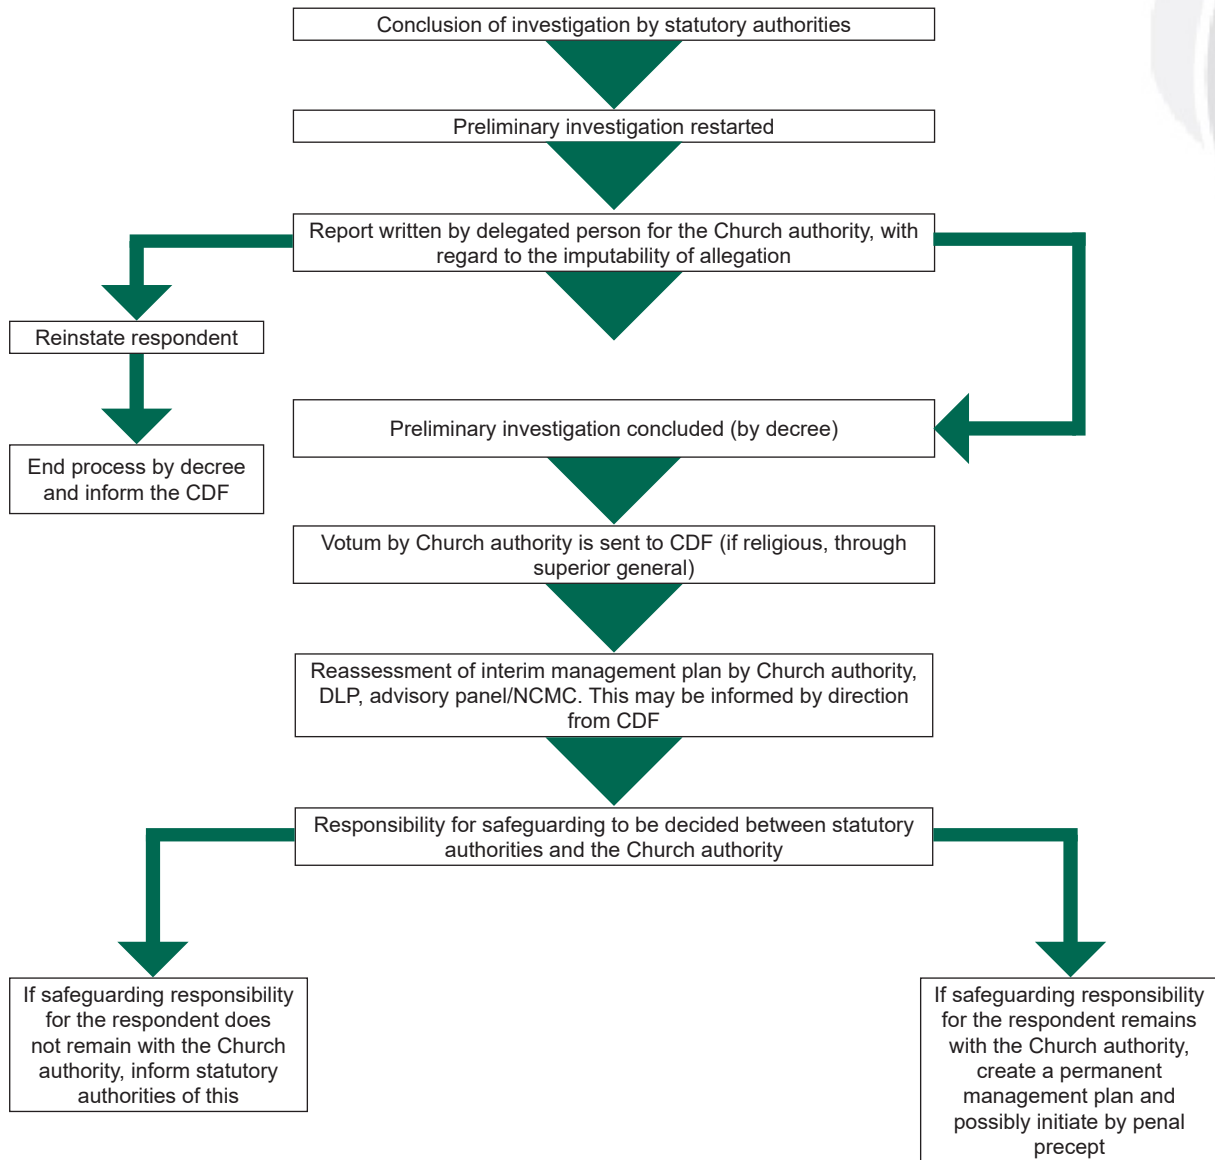 Conclusion of investigation by statutory authorities
Preliminary investigation restarted
Report written by delegated person for the Church authority, with
regard to the imputability of allegation
Reinstate respondent
End process by decree
and inform the CDF
Preliminary investigation concluded (by decree)
Votum by Church authority is sent to CDF (if religious, through
superior general)
Reassessment of interim management plan by Church authority,
DLP, advisory panel/NCMC. This may be informed by direction
from CDF
Responsibility for safeguarding to be decided between statutory
authorities and the Church authority
If safeguarding responsibility
for the respondent does
not remain with the Church
authority, inform statutory
authorities of this
If safeguarding responsibility
for the respondent remains
with the Church authority,
create a permanent
management plan and
possibly initiate by penal
precept